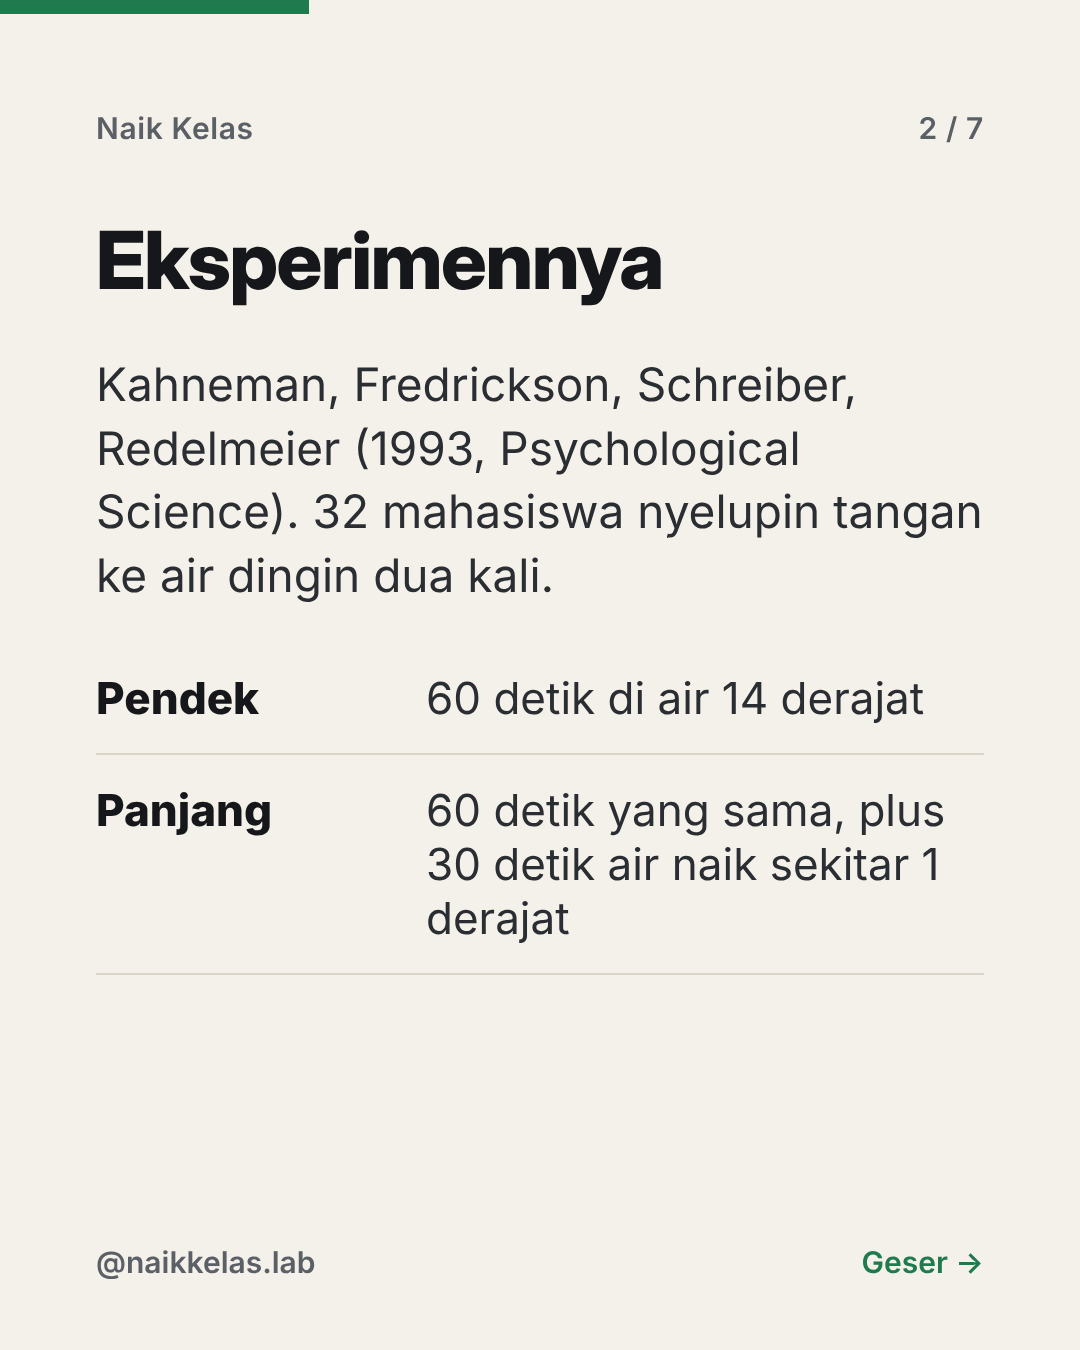 Naik Kelas
2 / 7
Eksperimennya
Kahneman, Fredrickson, Schreiber,
Redelmeier (1993, Psychological
Science). 32 mahasiswa nyelupin tangan
ke air dingin dua kali.
Pendek
60 detik di air 14 derajat
Panjang
60 detik yang sama, plus
30 detik air naik sekitar 1
derajat
@naikkelas.lab
Geser →